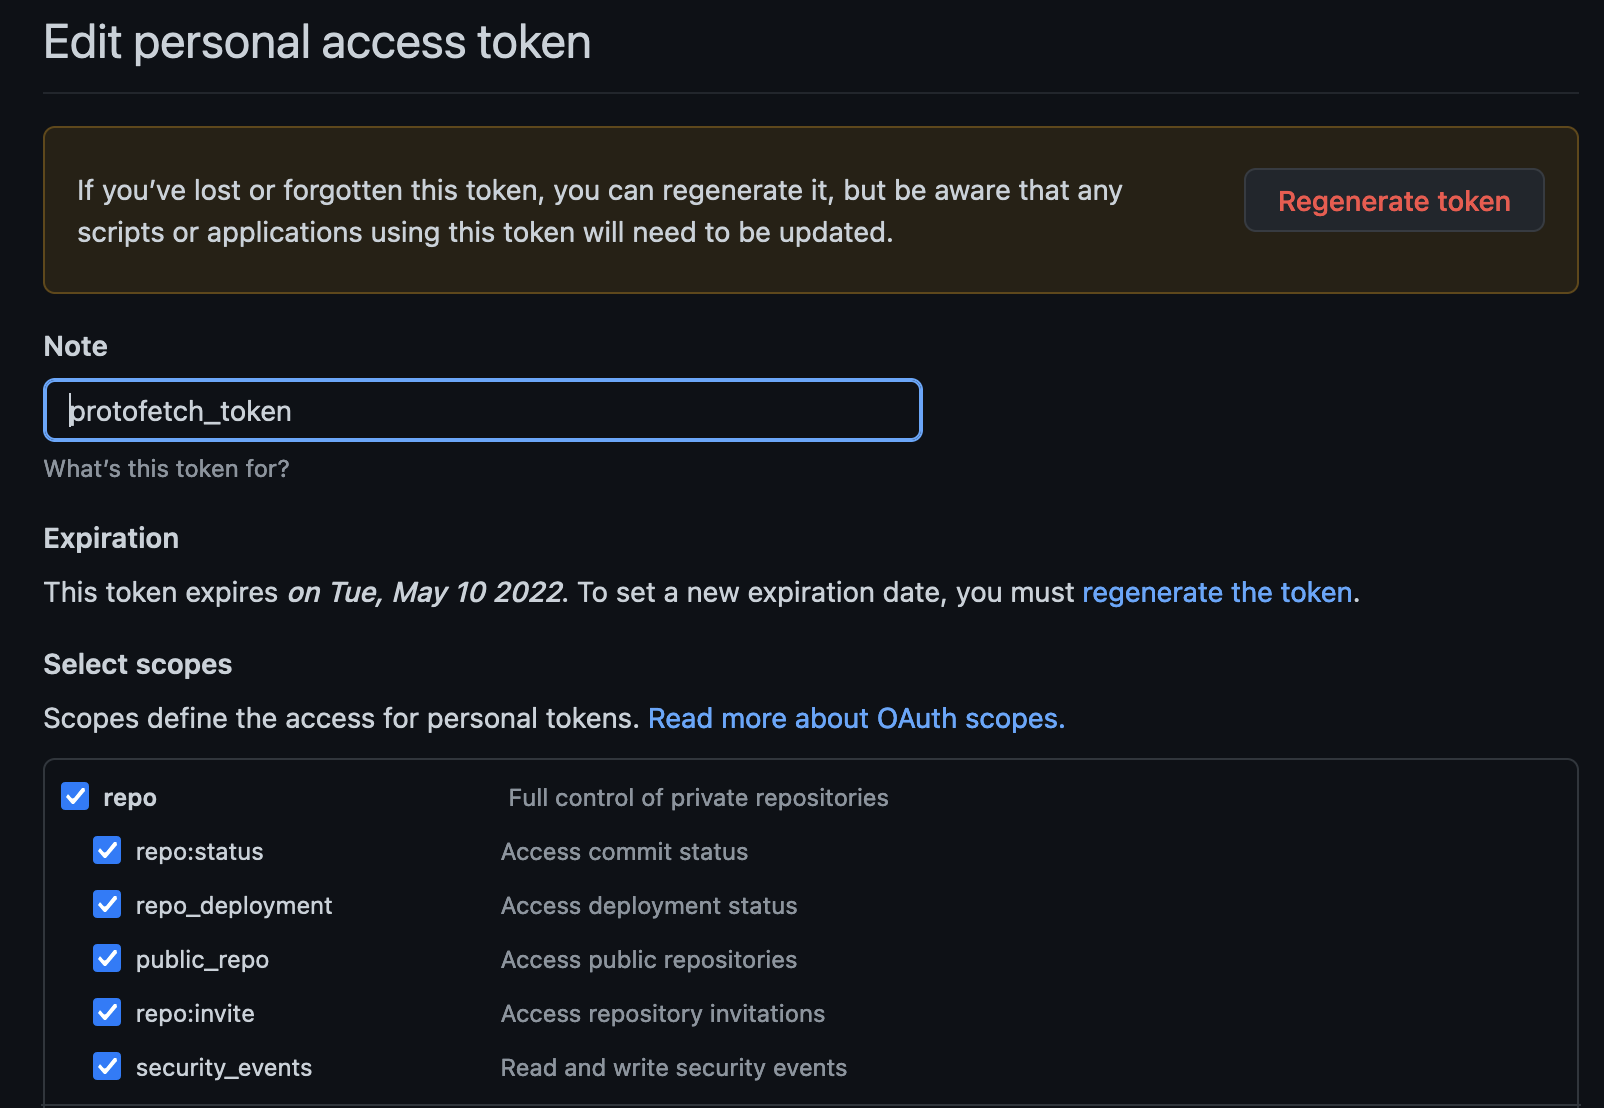 Edit personal access token
If you’ve lost or forgotten this token, you can regenerate it, but be aware that any
scripts or applications using this token will need to be updated.
Regenerate token
Note
protofetch_token
What’s this token for?
Expiration
This token expires on Tue, May 10 2022. To set a new expiration date, you must regenerate the token.
Select scopes
Scopes define the access for personal tokens. Read more about OAuth scopes.
repo Full control of private repositories
repo:status Access commit status
repo_deployment Access deployment status
public_repo Access public repositories
repo:invite Access repository invitations
security_events Read and write security events